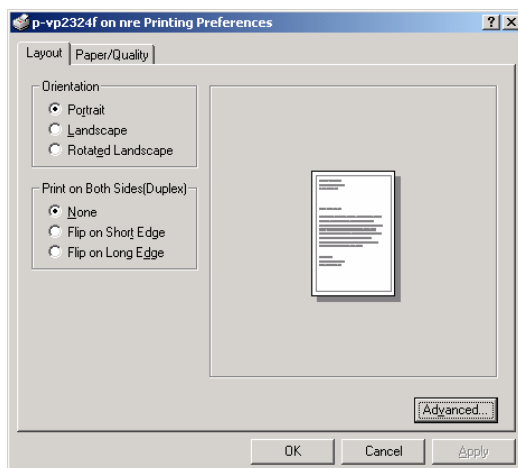 p-vp2324f on nre Printing Preferences
Layout
Paper/Quality
Orientation
Portrait
Landscape
Rotated Landscape
Print on Both Sides(Duplex)
None
Flip on Short Edge
Flip on Long Edge
Advanced...
OK
Cancel
Apply